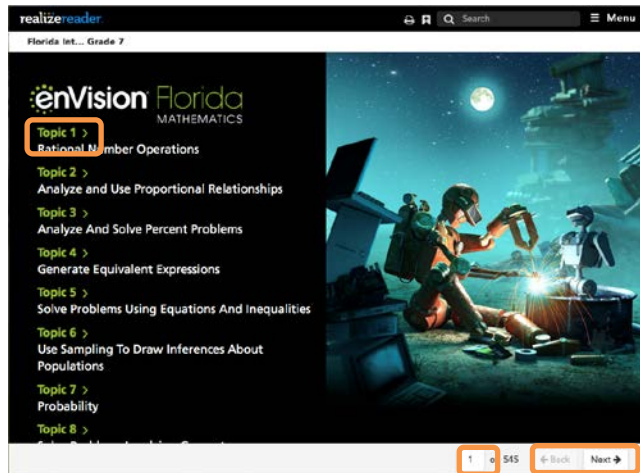 realizereader.
Search
Menu
Florida Int... Grade 7
enVision Florida
MATHEMATICS
Topic 1 >
Rational Number Operations
Topic 2 >
Analyze and Use Proportional Relationships
Topic 3 >
Analyze And Solve Percent Problems
Topic 4 >
Generate Equivalent Expressions
Topic 5 >
Solve Problems Using Equations And Inequalities
Topic 6 >
Use Sampling To Draw Inferences About
Populations
Topic 7 >
Probability
Topic 8 >
1 o 545 ← Back Next →